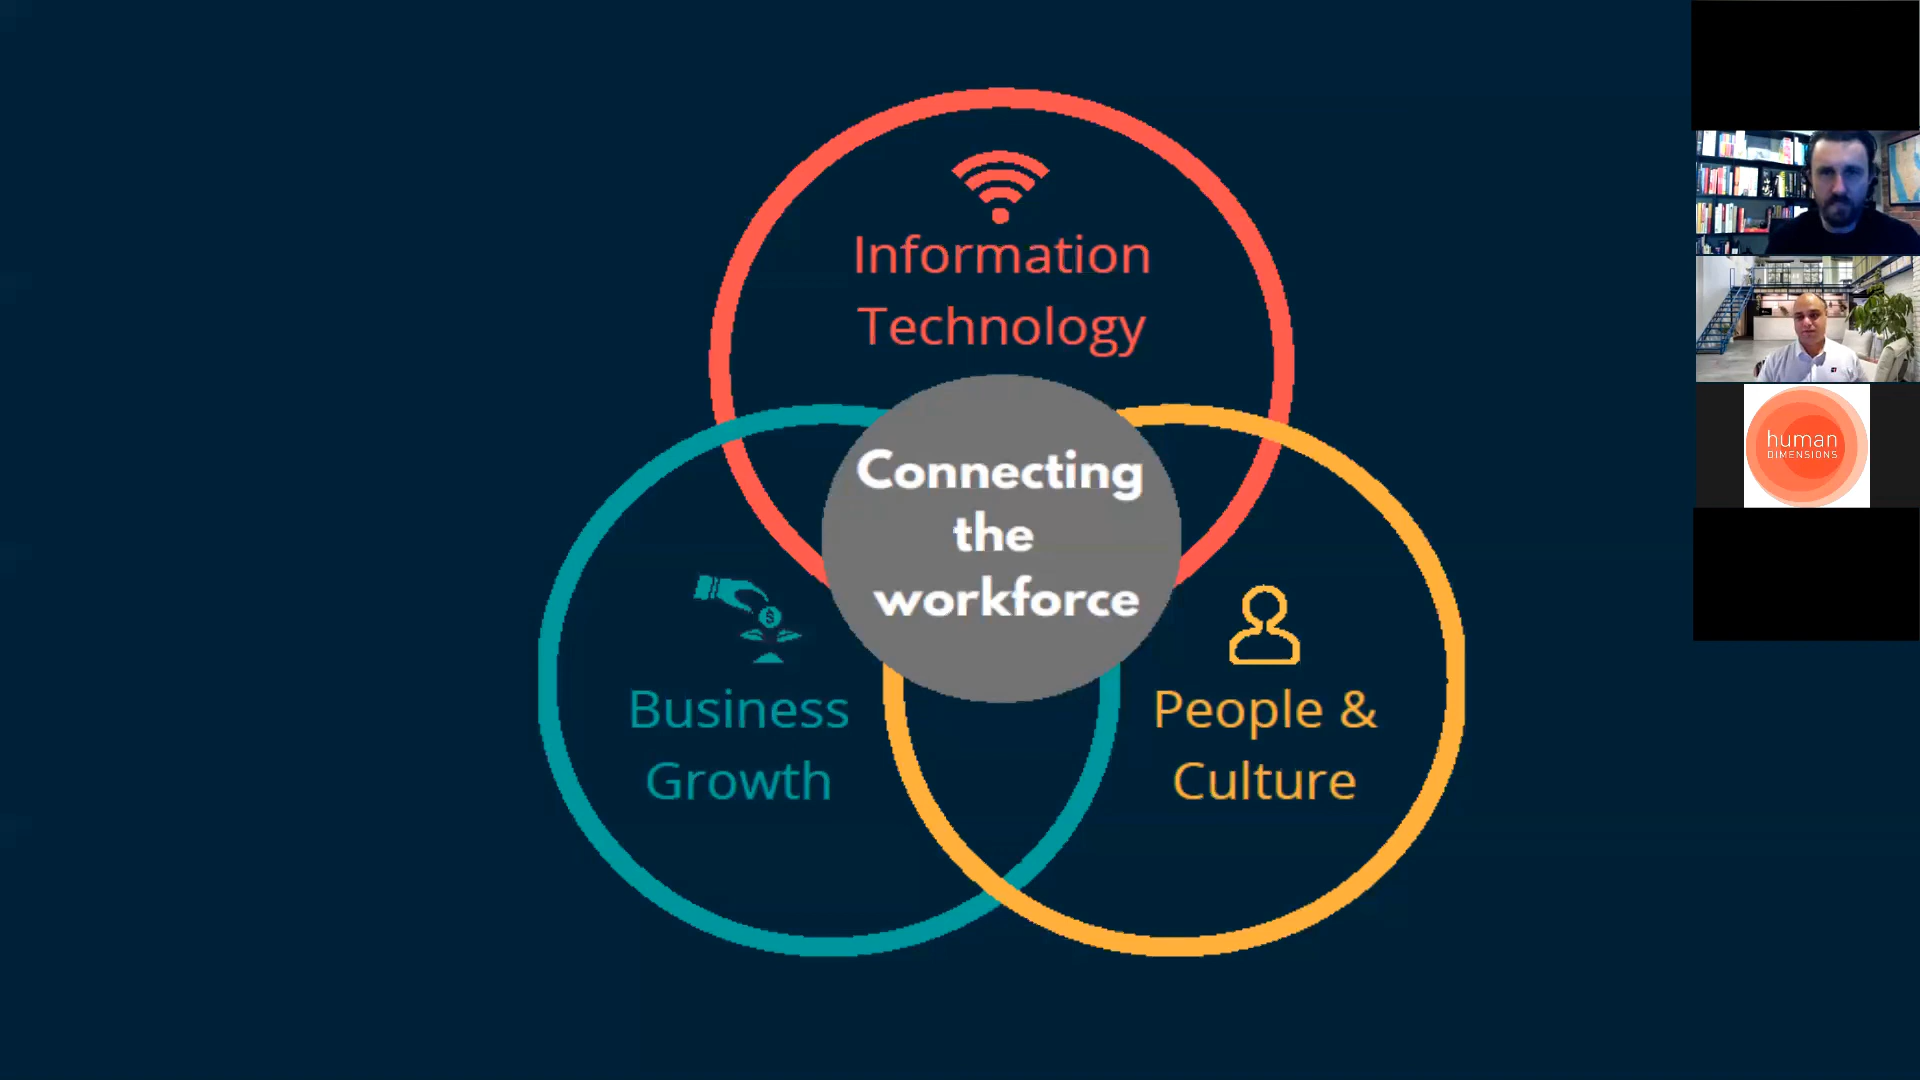 Information
Technology
Connecting
the
workforce
Business
Growth
People &
Culture
human
DIMENSIONS